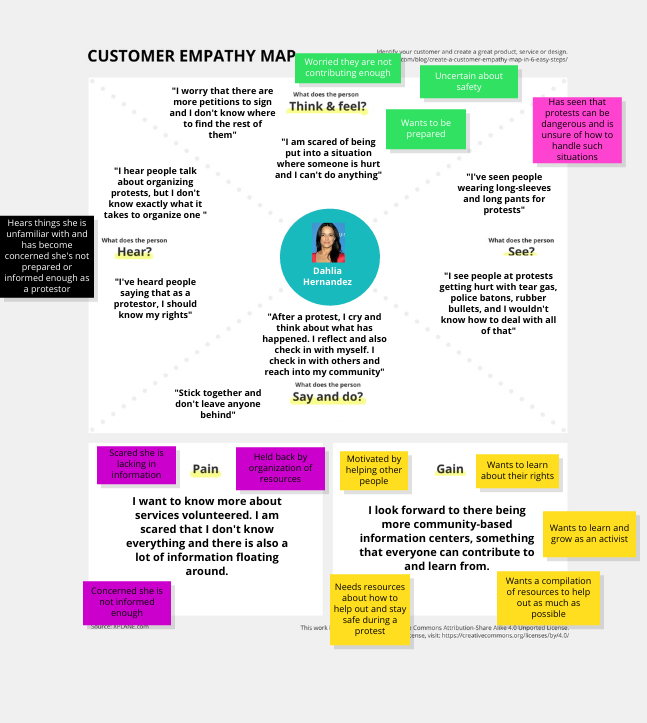 CUSTOMER EMPATHY MAP
Identify your customer and create a great product, service or design.
.com/blog/create-a-customer-empathy-map-in-6-easy-steps/
Worried they are not
contributing enough
Uncertain about
safety
Wants to be
prepared
Has seen that
protests can be
dangerous and is
unsure of how to
handle such
situations
What does the person
Think & feel?
"I worry that there are
more petitions to sign
and I don't know where
to find the rest of
them"
"I am scared of being
put into a situation
where someone is hurt
and I can't do anything"
"I hear people talk
about organizing
protests, but I don't
know exactly what it
takes to organize one "
Hears things she is
unfamiliar with and
has become
concerned she's not
prepared or
informed enough as
a protestor
What does the person
Hear?
"I've heard people
saying that as a
protestor, I should
know my rights"
Dahlia
Hernandez
"I've seen people
wearing long-sleeves
and long pants for
protests"
What does the person
See?
"I see people at protests
getting hurt with tear gas,
police batons, rubber
bullets, and I wouldn't
know how to deal with all
of that"
"After a protest, I cry and
think about what has
happened. I reflect and also
check in with myself. I
check in with others and
reach into my community"
What does the person
Say and do?
"Stick together and
don't leave anyone
behind"
Scared she is
lacking in
information
Pain
Held back by
organization of
resources
I want to know more about
services volunteered. I am
scared that I don't know
everything and there is also a
lot of information floating
around.
Concerned she is
not informed
enough
Motivated by
helping other
people
Gain
Wants to learn
about their rights
I look forward to there being
more community-based
information centers, something
that everyone can contribute to
and learn from.
Wants to learn and
grow as an activist
Needs resources
about how to
help out and stay
safe during a
protest
Wants a compilation
of resources to help
out as much as
possible
Source: XPLANE.com
This work Commons Attribution-Share Alike 4.0 Unported License.
license, visit: https://creativecommons.org/licenses/by/4.0/